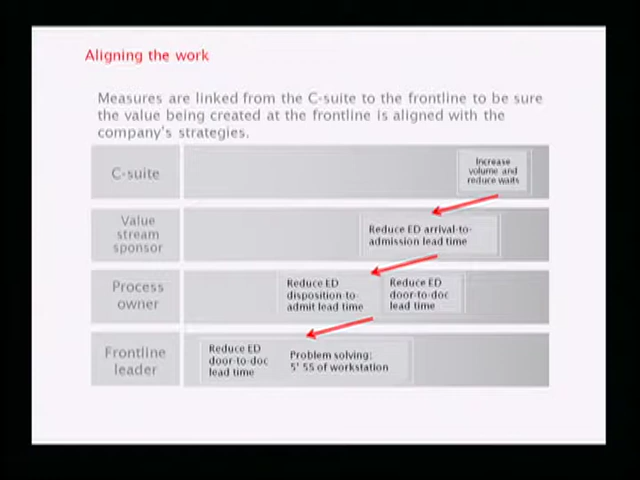 Aligning the work
Measures are linked from the C-suite to the frontline to be sure
the value being created at the frontline is aligned with the
company's strategies.
C-suite
Increase
volume and
reduce waits
Value
stream
sponsor
Reduce ED arrival-to-
admission lead time
Process
owner
Reduce ED
disposition-to-
admit lead time
Reduce ED
door-to-doc
lead time
Frontline
leader
Reduce ED
door-to-doc
lead time
Problem solving:
5' 5S of workstation